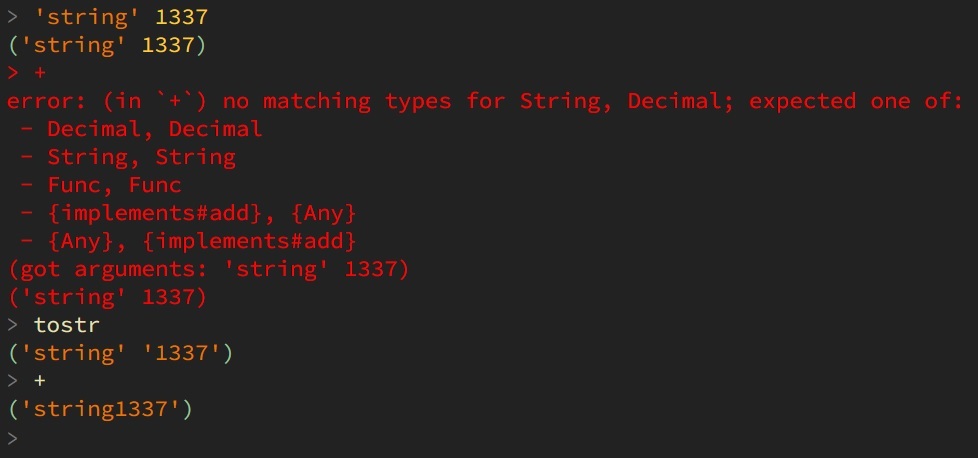 > 'string' 1337
('string' 1337)
> +
error: (in `+`) no matching types for String, Decimal; expected one of:
 - Decimal, Decimal
 - String, String
 - Func, Func
 - {implements#add}, {Any}
 - {Any}, {implements#add}
(got arguments: 'string' 1337)
('string' 1337)
> tostr
('string' '1337')
> +
('string1337')
>